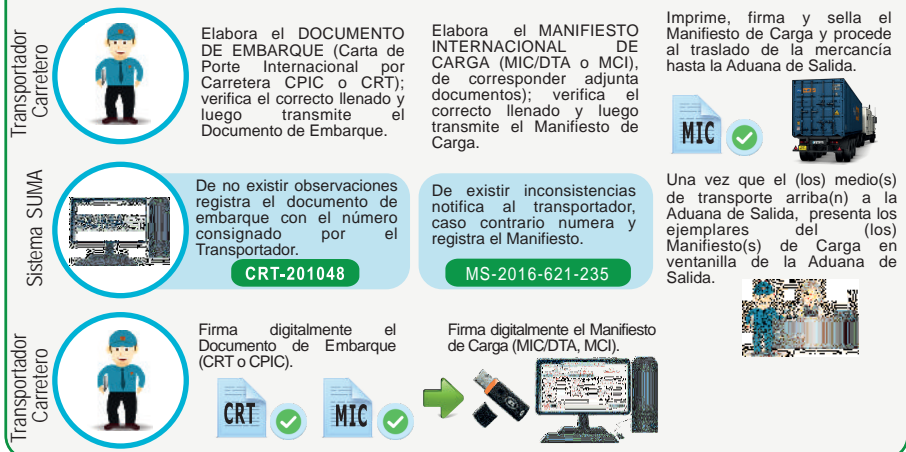 Transportador
Carretero
Elabora el DOCUMENTO
DE EMBARQUE (Carta de
Porte Internacional por
Carretera CPIC o CRT);
verifica el correcto llenado y
luego transmite el
Documento de Embarque.
Elabora el MANIFIESTO
INTERNACIONAL DE
CARGA (MIC/DTA o MCI),
de corresponder adjunta
documentos); verifica el
correcto llenado y luego
transmite el Manifiesto de
Carga.
Imprime, firma y sella el
Manifiesto de Carga y procede
al traslado de la mercancía
hasta la Aduana de Salida.
MIC
Sistema SUMA
De no existir observaciones
registra el documento de
embarque con el número
consignado por el
Transportador.
CRT-201048
De existir inconsistencias
notifica al transportador,
caso contrario numera y
registra el Manifiesto.
MS-2016-621-235
Una vez que el (los) medio(s)
de transporte arriba(n) a la
Aduana de Salida, presenta los
ejemplares del (los)
Manifiesto(s) de Carga en
ventanilla de la Aduana de
Salida.
Transportador
Carretero
Firma digitalmente el
Documento de Embarque
(CRT o CPIC).
CRT
MIC
Firma digitalmente el Manifiesto
de Carga (MIC/DTA, MCI).